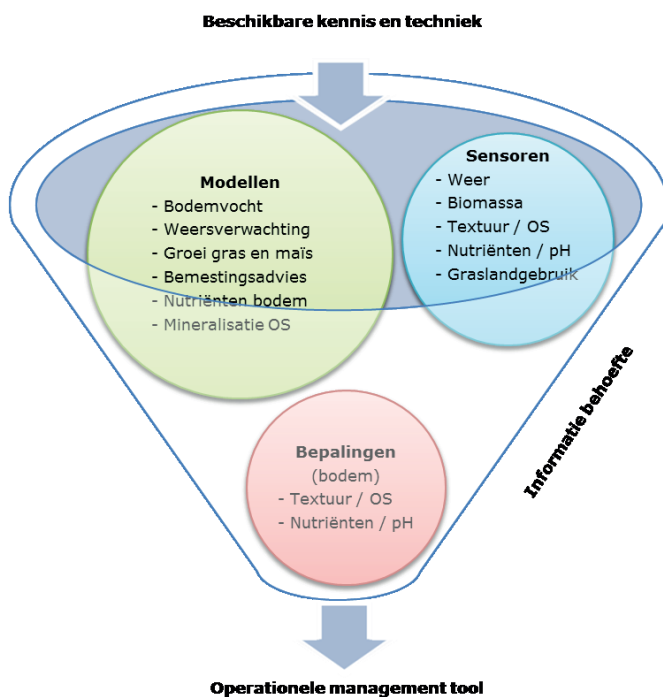 Beschikbare kennis en techniek
Modellen
- Bodemvocht
- Weersverwachting
- Groei gras en maïs
- Bemestingsadvies
- Nutriënten bodem
- Mineralisatie OS
Sensoren
- Weer
- Biomassa
- Textuur / OS
- Nutriënten / pH
- Graslandgebruik
Bepalingen
(bodem)
- Textuur / OS
- Nutriënten / pH
Informatie behoefte
Operationele management tool